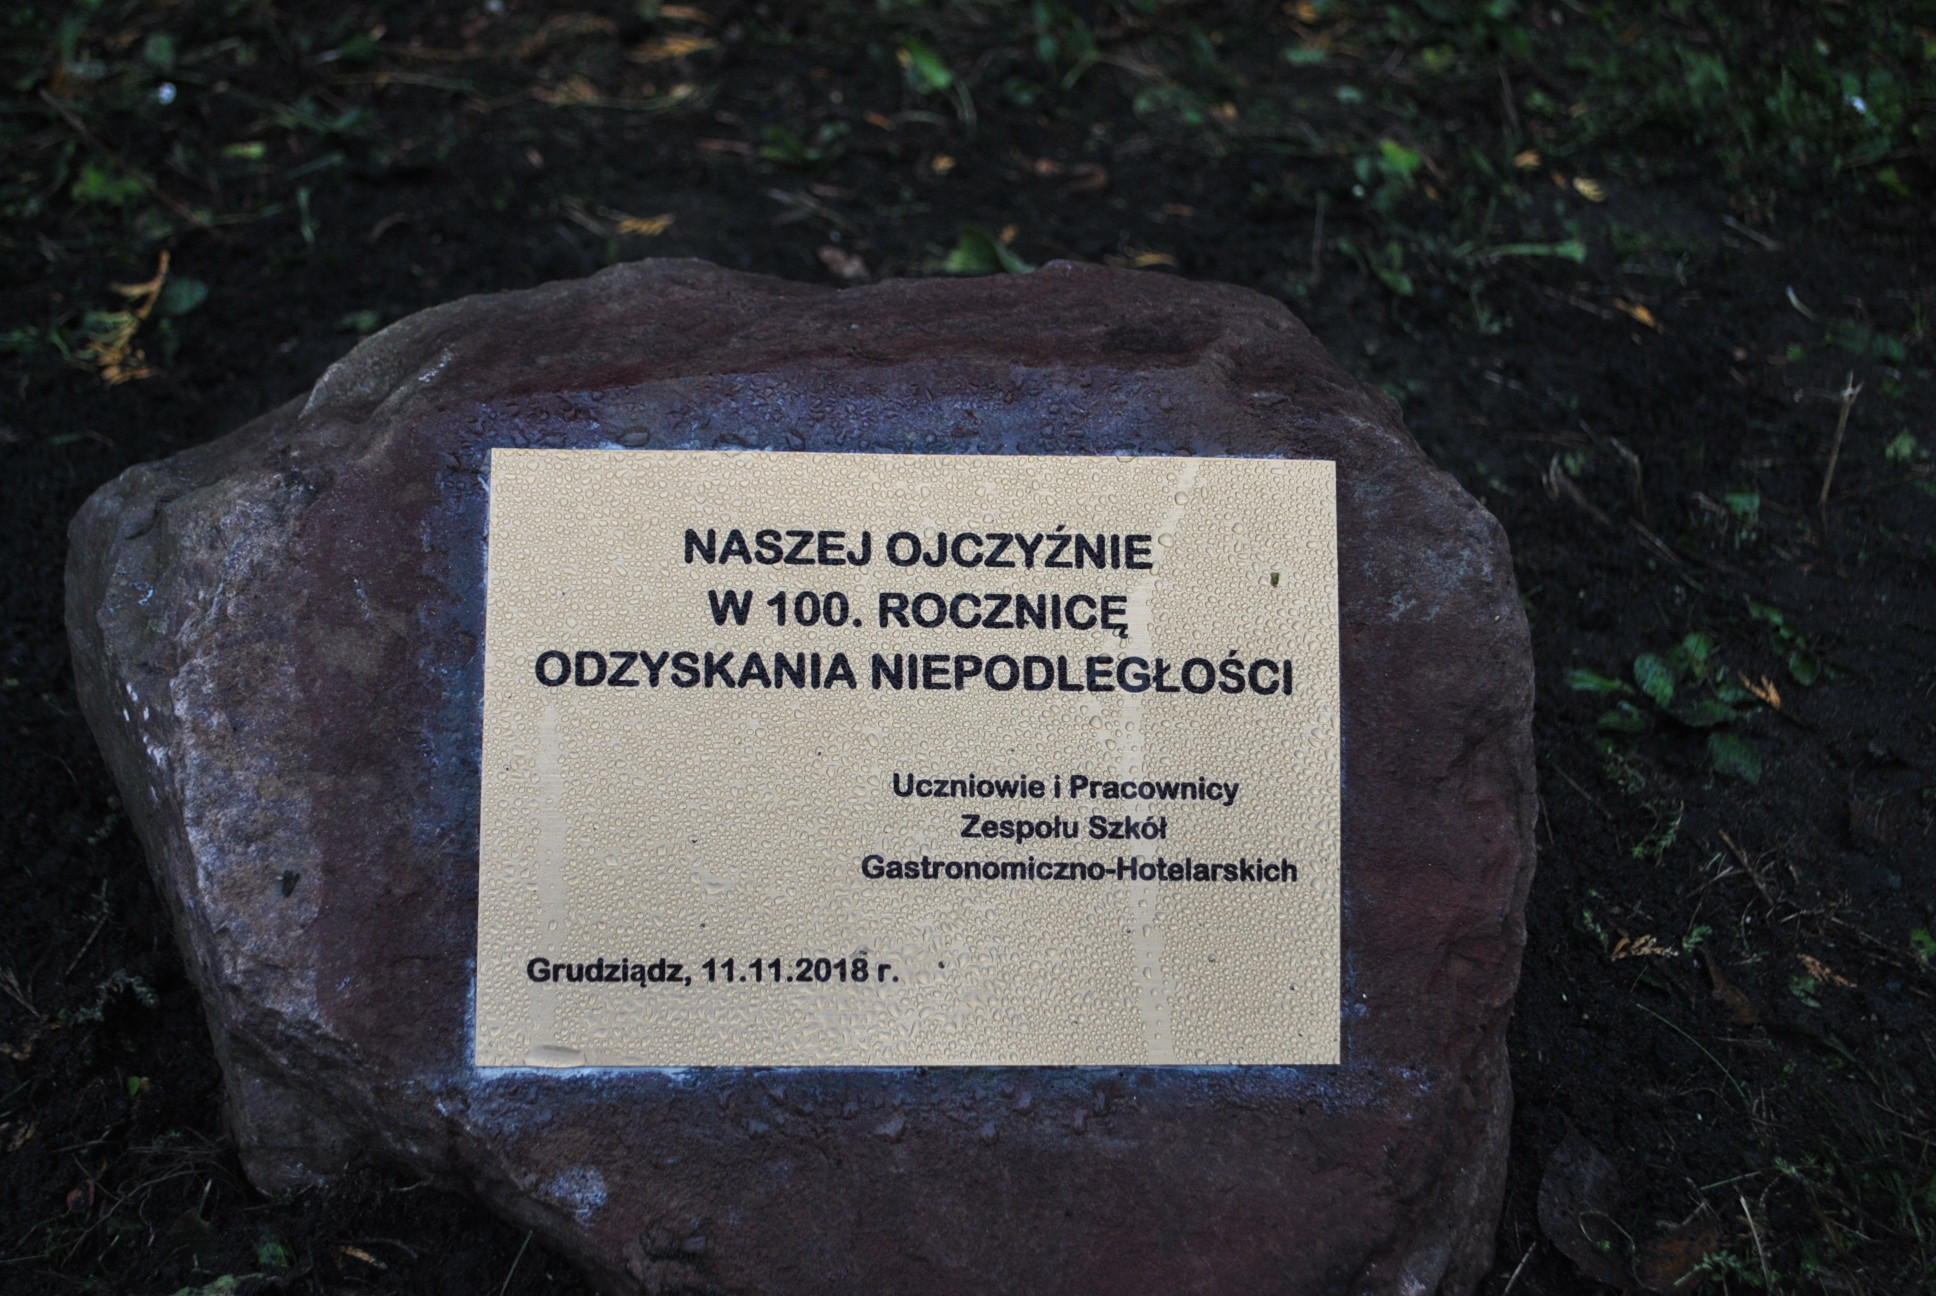 NASZEJ OJCZYŹNIE
W 100. ROCZNICĘ
ODZYSKANIA NIEPODLEGŁOŚCI
Uczniowie i Pracownicy
Zespołu Szkół
Gastronomiczno-Hotelarskich
Grudziądz, 11.11.2018 r.